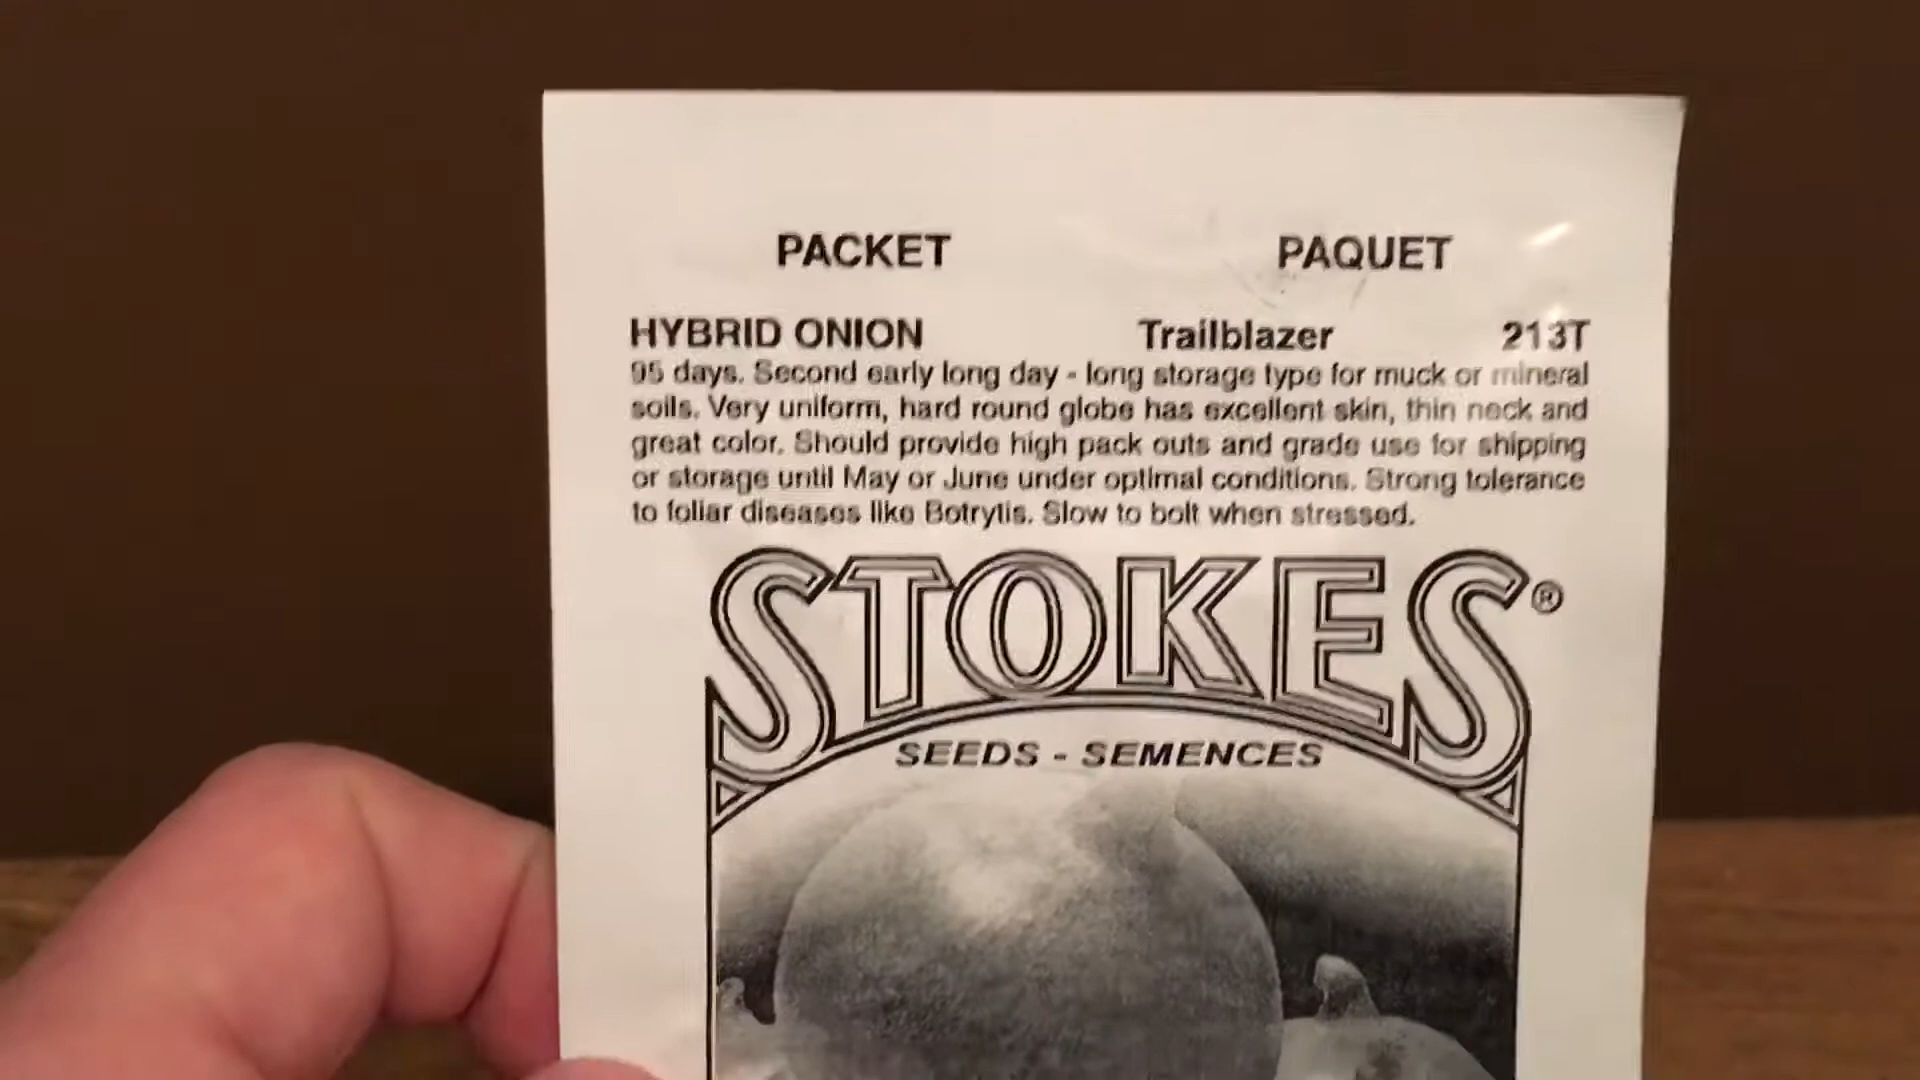 PACKET PAQUET
HYBRID ONION Trailblazer 213T
95 days. Second early long day - long storage type for muck or mineral
soils. Very uniform, hard round globe has excellent skin, thin neck and
great color. Should provide high pack outs and grade use for shipping
or storage until May or June under optimal conditions. Strong tolerance
to foliar diseases like Botrytis. Slow to bolt when stressed.
STOKES®
SEEDS - SEMENCES